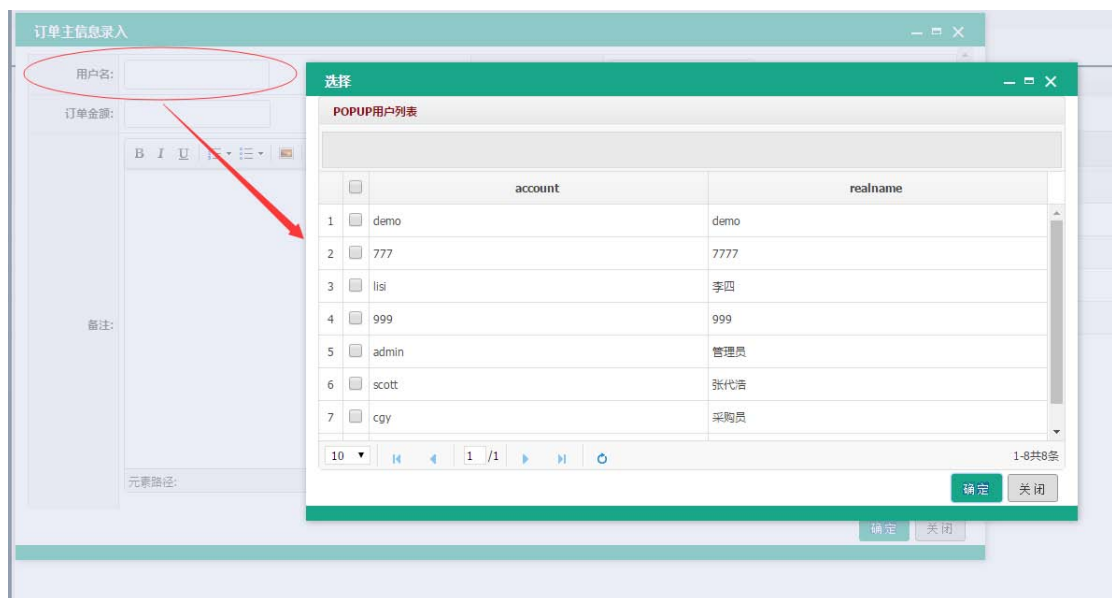 订单主信息录入
用户名:
订单金额:
B I U
备注:
元素路径:
确定 关闭
选择
POPUP用户列表
account realname
1 demo demo
2 777 7777
3 lisi 李四
4 999 999
5 admin 管理员
6 scott 张代浩
7 cgy 采购员
10 1 /1 1-8共8条
确定 关闭